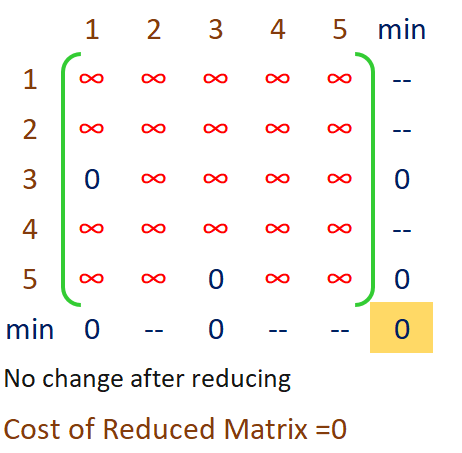 1 2 3 4 5 min
1 ∞ ∞ ∞ ∞ ∞ --
2 ∞ ∞ ∞ ∞ ∞ --
3 0 ∞ ∞ ∞ ∞ 0
4 ∞ ∞ ∞ ∞ ∞ --
5 ∞ ∞ 0 ∞ ∞ 0
min 0 -- 0 -- -- 0
No change after reducing
Cost of Reduced Matrix =0